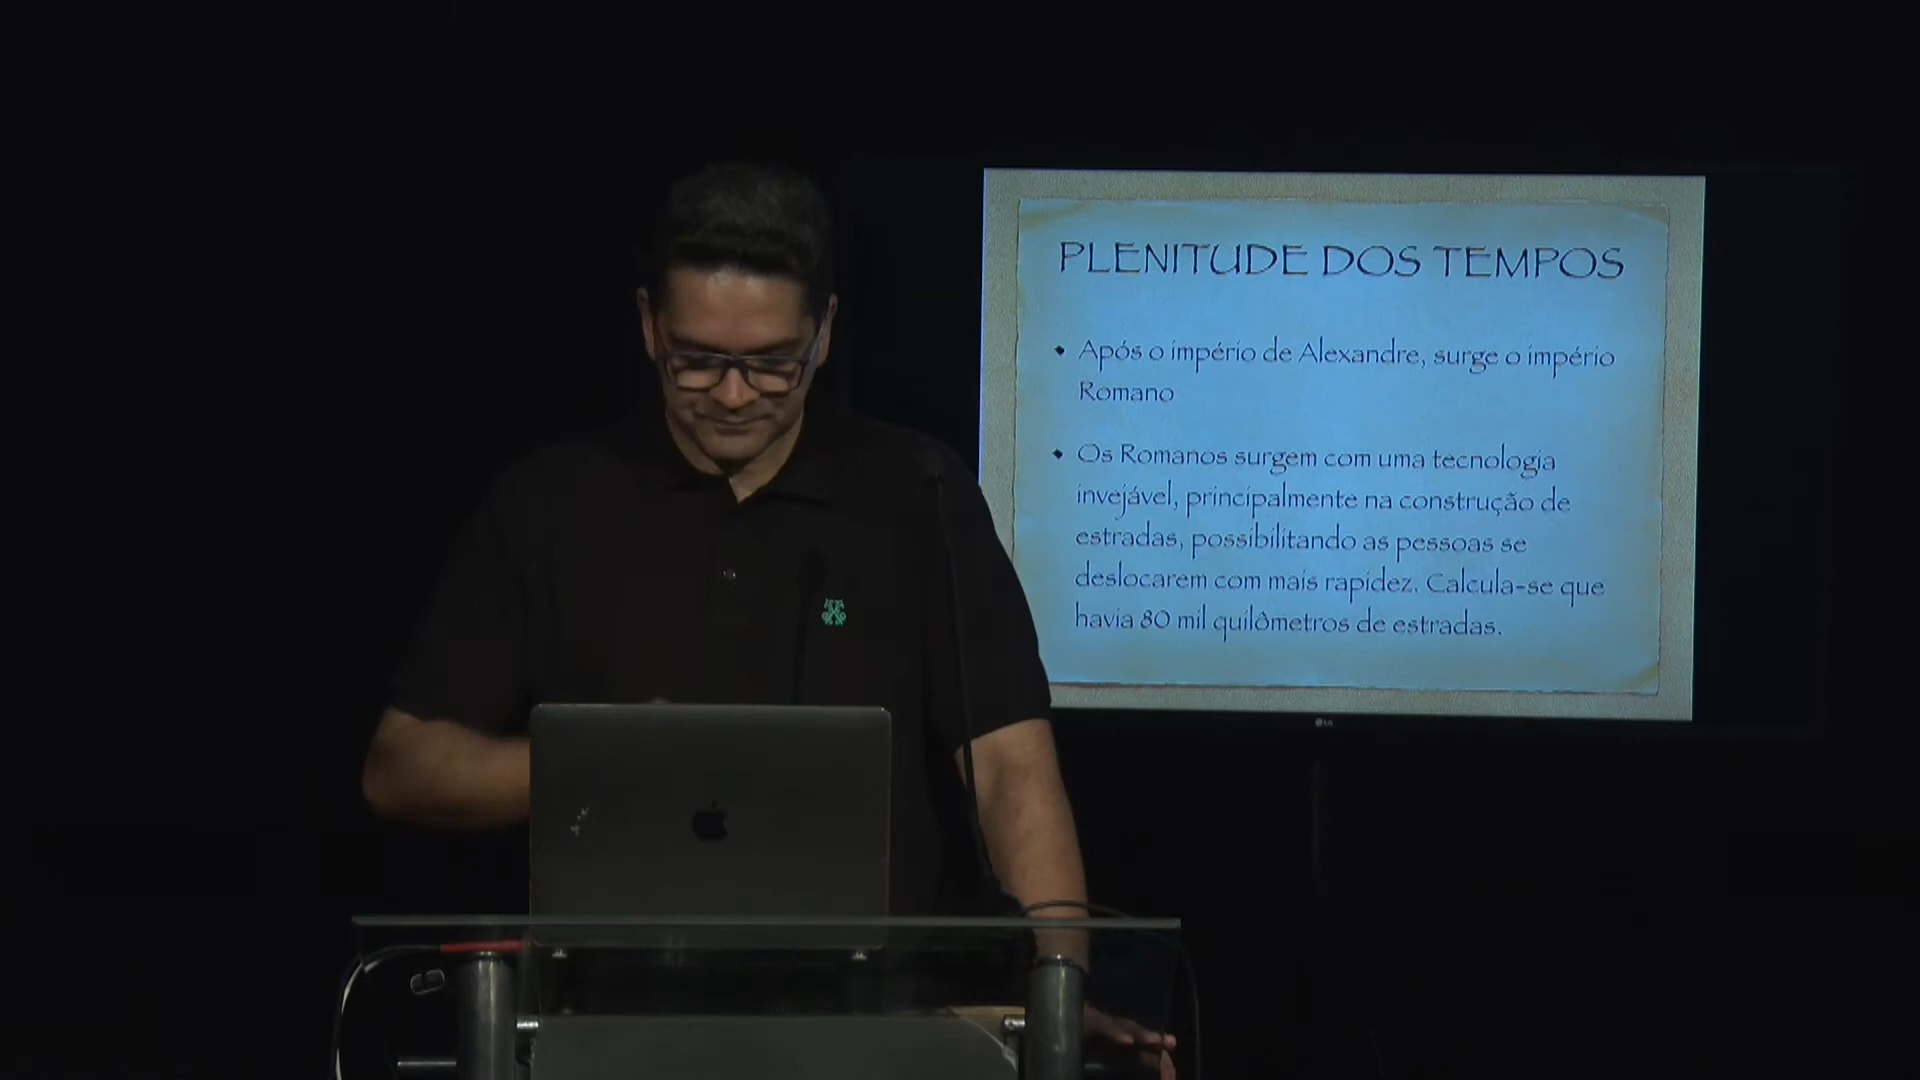 PLENITUDE DOS TEMPOS
• Após o império de Alexandre, surge o império
Romano
• Os Romanos surgem com uma tecnologia
invejável, principalmente na construção de
estradas, possibilitando as pessoas se
deslocarem com mais rapidez. Calcula-se que
havia 80 mil quilômetros de estradas.
LG